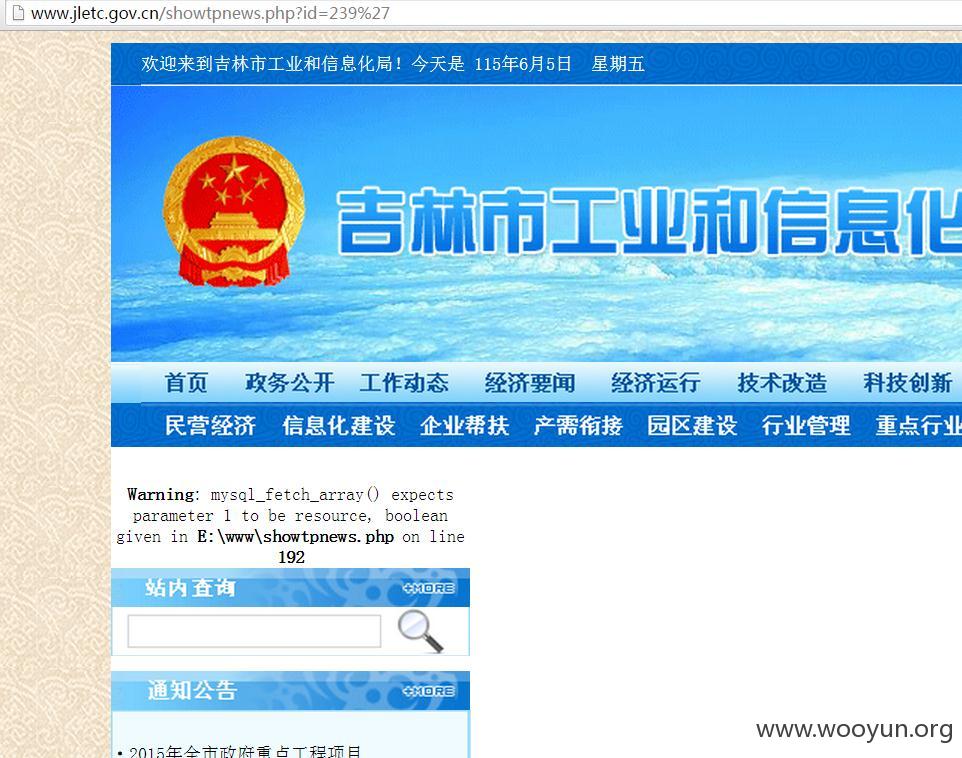 www.jletc.gov.cn/showtpnews.php?id=239%27
欢迎来到吉林市工业和信息化局！今天是 115年6月5日 星期五
吉林市工业和信息化
首页 政务公开 工作动态 经济要闻 经济运行 技术改造 科技创新
民营经济 信息化建设 企业帮扶 产需衔接 园区建设 行业管理 重点行业
Warning: mysql_fetch_array() expects
parameter 1 to be resource, boolean
given in E:\www\showtpnews.php on line
192
站内查询 +MORE
通知公告 +MORE
• 2015年全市政府重点工程项目
www.wooyun.org